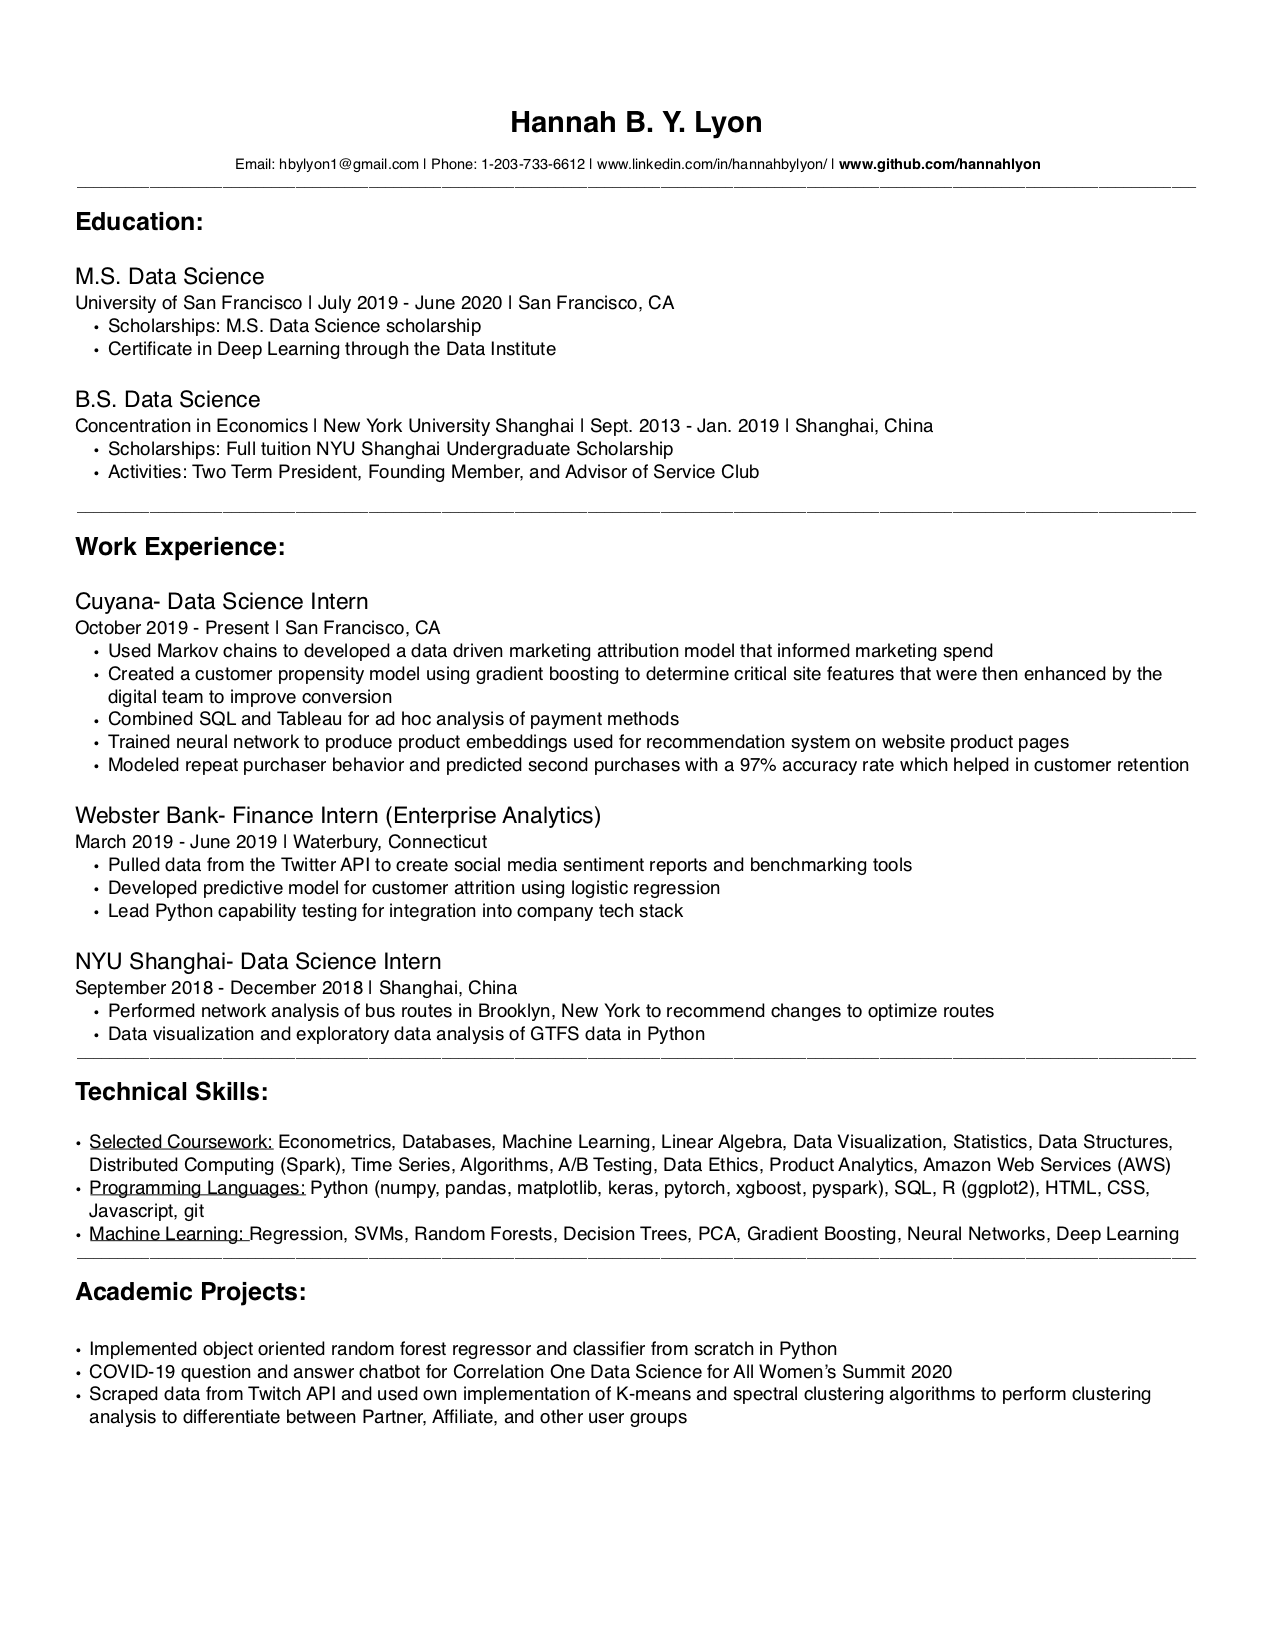 Hannah B. Y. Lyon
Email: hbylyon1@gmail.com | Phone: 1-203-733-6612 | www.linkedin.com/in/hannahbylyon/ | www.github.com/hannahlyon
Education:
M.S. Data Science
University of San Francisco | July 2019 - June 2020 | San Francisco, CA
• Scholarships: M.S. Data Science scholarship
• Certificate in Deep Learning through the Data Institute
B.S. Data Science
Concentration in Economics | New York University Shanghai | Sept. 2013 - Jan. 2019 | Shanghai, China
• Scholarships: Full tuition NYU Shanghai Undergraduate Scholarship
• Activities: Two Term President, Founding Member, and Advisor of Service Club
Work Experience:
Cuyana- Data Science Intern
October 2019 - Present | San Francisco, CA
• Used Markov chains to developed a data driven marketing attribution model that informed marketing spend
• Created a customer propensity model using gradient boosting to determine critical site features that were then enhanced by the
digital team to improve conversion
• Combined SQL and Tableau for ad hoc analysis of payment methods
• Trained neural network to produce product embeddings used for recommendation system on website product pages
• Modeled repeat purchaser behavior and predicted second purchases with a 97% accuracy rate which helped in customer retention
Webster Bank- Finance Intern (Enterprise Analytics)
March 2019 - June 2019 | Waterbury, Connecticut
• Pulled data from the Twitter API to create social media sentiment reports and benchmarking tools
• Developed predictive model for customer attrition using logistic regression
• Lead Python capability testing for integration into company tech stack
NYU Shanghai- Data Science Intern
September 2018 - December 2018 | Shanghai, China
• Performed network analysis of bus routes in Brooklyn, New York to recommend changes to optimize routes
• Data visualization and exploratory data analysis of GTFS data in Python
Technical Skills:
• Selected Coursework: Econometrics, Databases, Machine Learning, Linear Algebra, Data Visualization, Statistics, Data Structures,
Distributed Computing (Spark), Time Series, Algorithms, A/B Testing, Data Ethics, Product Analytics, Amazon Web Services (AWS)
• Programming Languages: Python (numpy, pandas, matplotlib, keras, pytorch, xgboost, pyspark), SQL, R (ggplot2), HTML, CSS,
Javascript, git
• Machine Learning: Regression, SVMs, Random Forests, Decision Trees, PCA, Gradient Boosting, Neural Networks, Deep Learning
Academic Projects:
• Implemented object oriented random forest regressor and classifier from scratch in Python
• COVID-19 question and answer chatbot for Correlation One Data Science for All Women's Summit 2020
• Scraped data from Twitch API and used own implementation of K-means and spectral clustering algorithms to perform clustering
analysis to differentiate between Partner, Affiliate, and other user groups